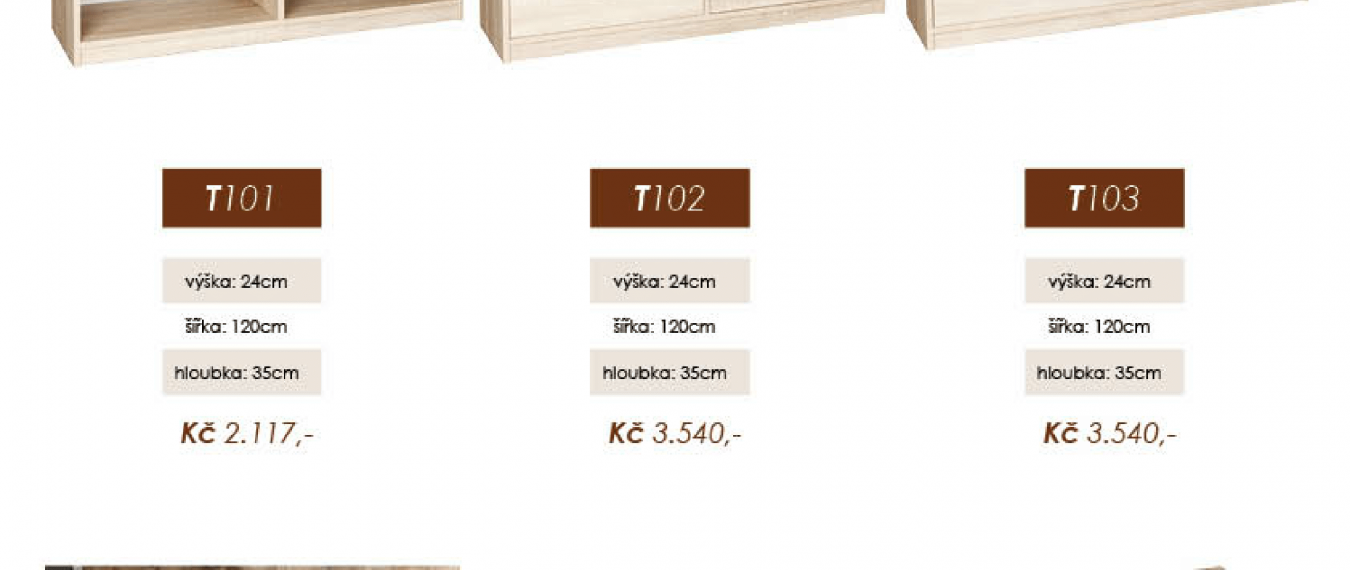 T101
výška: 24cm
šířka: 120cm
hloubka: 35cm
Kč 2.117,-
T102
výška: 24cm
šířka: 120cm
hloubka: 35cm
Kč 3.540,-
T103
výška: 24cm
šířka: 120cm
hloubka: 35cm
Kč 3.540,-